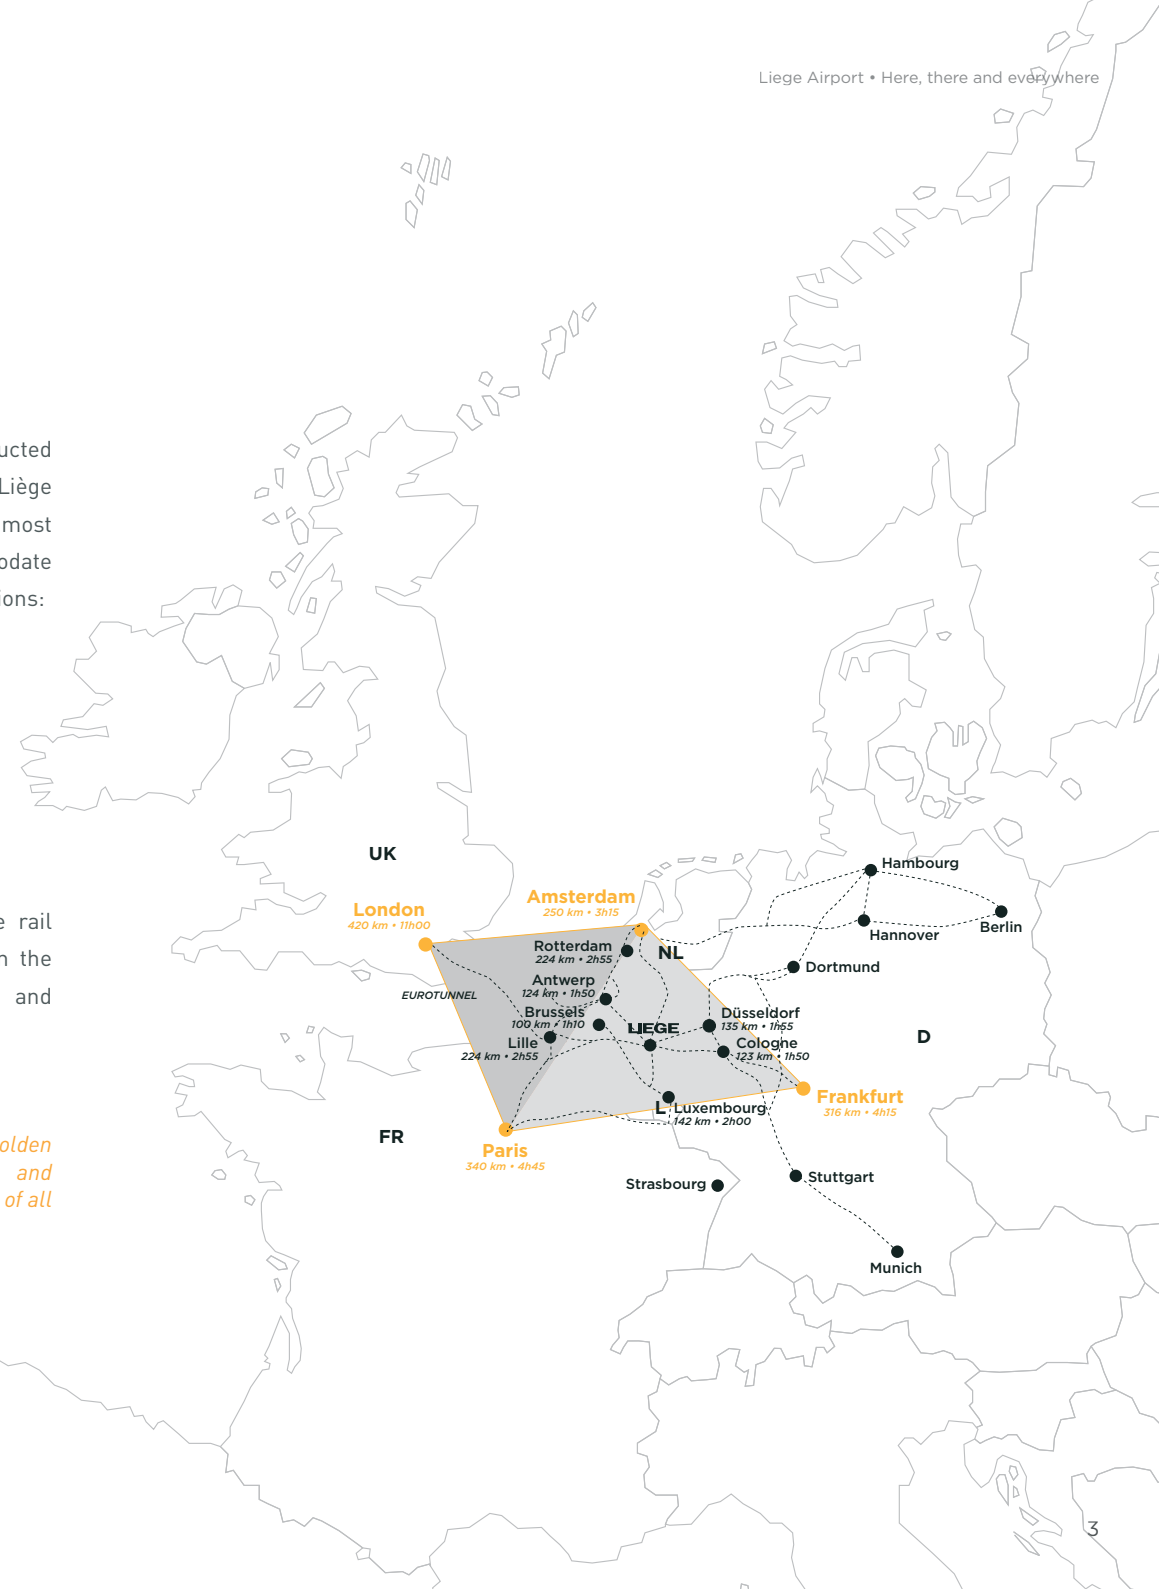 Liege Airport • Here, there and everywhere
ucted
Liège
most
odate
ions:
e rail
n the
and
olden
and
of all
UK
London
420 km • 11h00
Amsterdam
250 km • 3h15
Hambourg
Berlin
Hannover
Rotterdam
224 km • 2h55
NL
Dortmund
Antwerp
124 km • 1h50
EUROTUNNEL
Brussels
100 km • 1h10
LIEGE
Düsseldorf
135 km • 1h55
D
Lille
224 km • 2h55
Cologne
123 km • 1h50
Frankfurt
316 km • 4h15
L
Luxembourg
142 km • 2h00
FR
Paris
340 km • 4h45
Strasbourg
Stuttgart
Munich
3